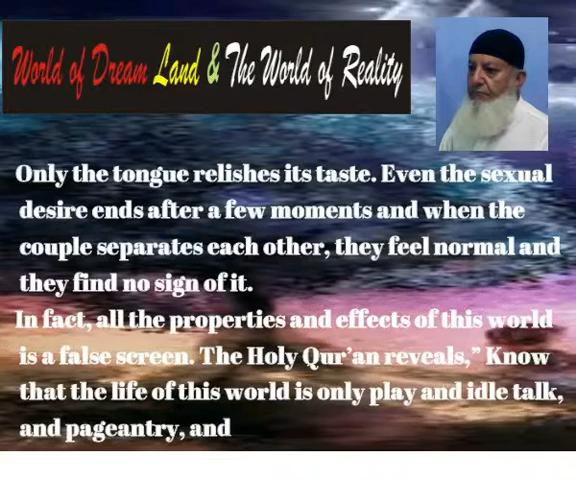 World of Dream Land & The World of Reality
Only the tongue relishes its taste. Even the sexual
desire ends after a few moments and when the
couple separates each other, they feel normal and
they find no sign of it.
In fact, all the properties and effects of this world
is a false screen. The Holy Qur’an reveals,” Know
that the life of this world is only play and idle talk,
and pageantry, and